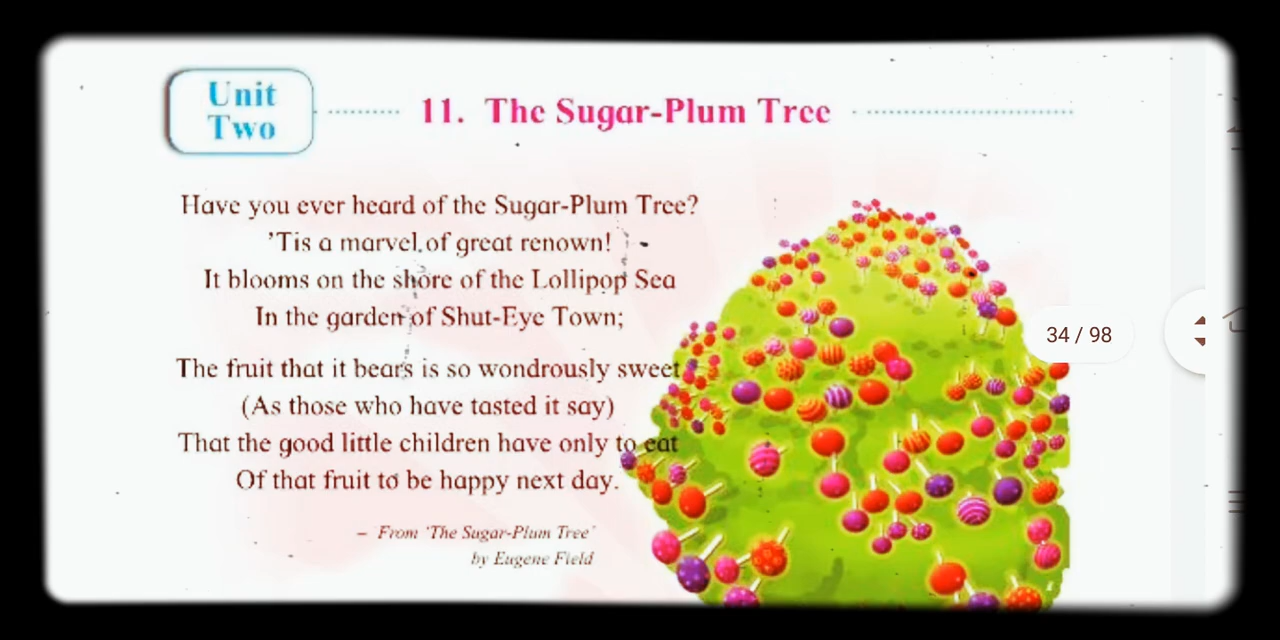 Unit
Two
11. The Sugar-Plum Tree
Have you ever heard of the Sugar-Plum Tree?
’Tis a marvel of great renown!
It blooms on the shore of the Lollipop Sea
In the garden of Shut-Eye Town;
The fruit that it bears is so wondrously sweet
(As those who have tasted it say)
That the good little children have only to eat
Of that fruit to be happy next day.
– From ‘The Sugar-Plum Tree’
by Eugene Field
34 / 98